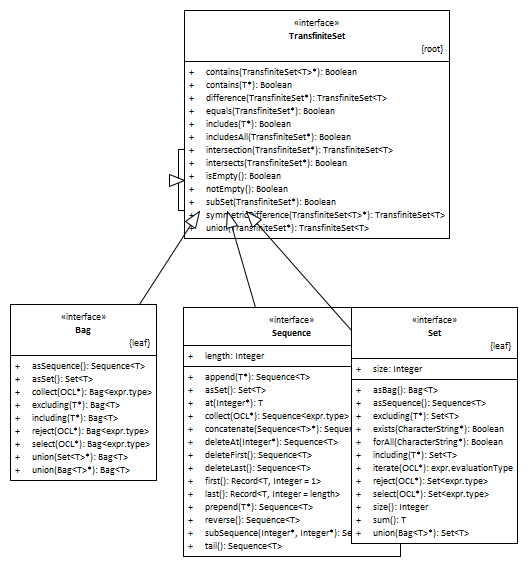 «interface»
TransfiniteSet
{root}
+ contains(TransfiniteSet<T>*): Boolean
+ contains(T*): Boolean
+ difference(TransfiniteSet*): TransfiniteSet<T>
+ equals(TransfiniteSet*): Boolean
+ includes(T*): Boolean
+ includesAll(TransfiniteSet*): Boolean
+ intersection(TransfiniteSet*): TransfiniteSet<T>
+ intersects(TransfiniteSet*): Boolean
+ isEmpty(): Boolean
+ notEmpty(): Boolean
+ subSet(TransfiniteSet*): Boolean
+ symmetricDifference(TransfiniteSet<T>*): TransfiniteSet<T>
+ union(TransfiniteSet*): TransfiniteSet<T>
«interface»
Bag
{leaf}
+ asSequence(): Sequence<T>
+ asSet(): Set<T>
+ collect(OCL*): Bag<expr.type>
+ excluding(T*): Bag<T>
+ including(T*): Bag<T>
+ reject(OCL*): Bag<expr.type>
+ select(OCL*): Bag<expr.type>
+ union(Set<T>*): Bag<T>
+ union(Bag<T>*): Bag<T>
«interface»
Sequence
+ length: Integer
+ append(T*): Sequence<T>
+ asSet(): Set<T>
+ at(Integer*): T
+ collect(OCL*): Sequence<expr.type>
+ concatenate(Sequence<T>*): Sequen
+ deleteAt(Integer*): Sequence<T>
+ deleteFirst(): Sequence<T>
+ deleteLast(): Sequence<T>
+ first(): Record<T, Integer = 1>
+ last(): Record<T, Integer = length>
+ prepend(T*): Sequence<T>
+ reverse(): Sequence<T>
+ subSequence(Integer*, Integer*): Se
+ tail(): Sequence<T>
«interface»
Set
{leaf}
+ size: Integer
+ asBag(): Bag<T>
+ asSequence(): Sequence<T>
+ excluding(T*): Set<T>
+ exists(CharacterString*): Boolean
+ forAll(CharacterString*): Boolean
+ including(T*): Set<T>
+ iterate(OCL*): expr.evaluationType
+ reject(OCL*): Set<expr.type>
+ select(OCL*): Set<expr.type>
+ size(): Integer
+ sum(): T
+ union(Bag<T>*): Set<T>